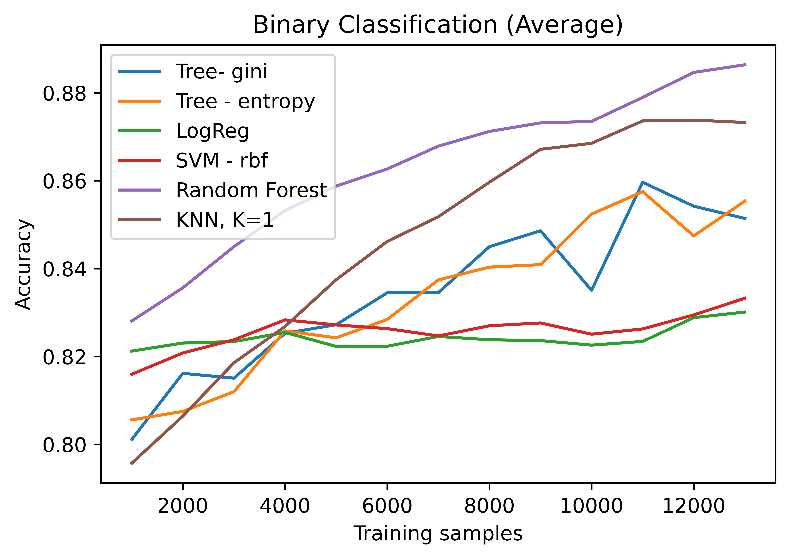 Binary Classification (Average)
Tree- gini
Tree - entropy
LogReg
SVM - rbf
Random Forest
KNN, K=1
Accuracy
0.88
0.86
0.84
0.82
0.80
2000 4000 6000 8000 10000 12000
Training samples